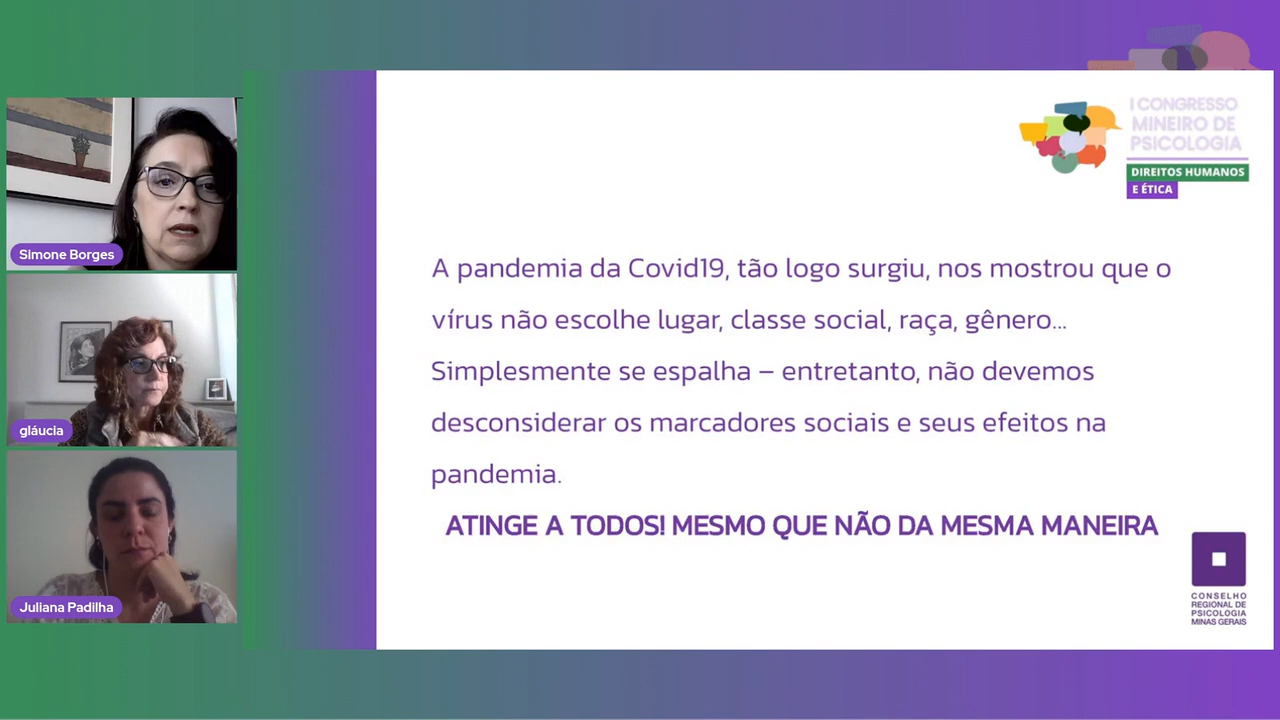 Simone Borges
gláucia
Juliana Padilha
I CONGRESSO
MINEIRO DE
PSICOLOGIA
DIREITOS HUMANOS
E ÉTICA
A pandemia da Covid19, tão logo surgiu, nos mostrou que o
vírus não escolhe lugar, classe social, raça, gênero...
Simplesmente se espalha – entretanto, não devemos
desconsiderar os marcadores sociais e seus efeitos na
pandemia.
ATINGE A TODOS! MESMO QUE NÃO DA MESMA MANEIRA
CONSELHO
REGIONAL DE
PSICOLOGIA
MINAS GERAIS